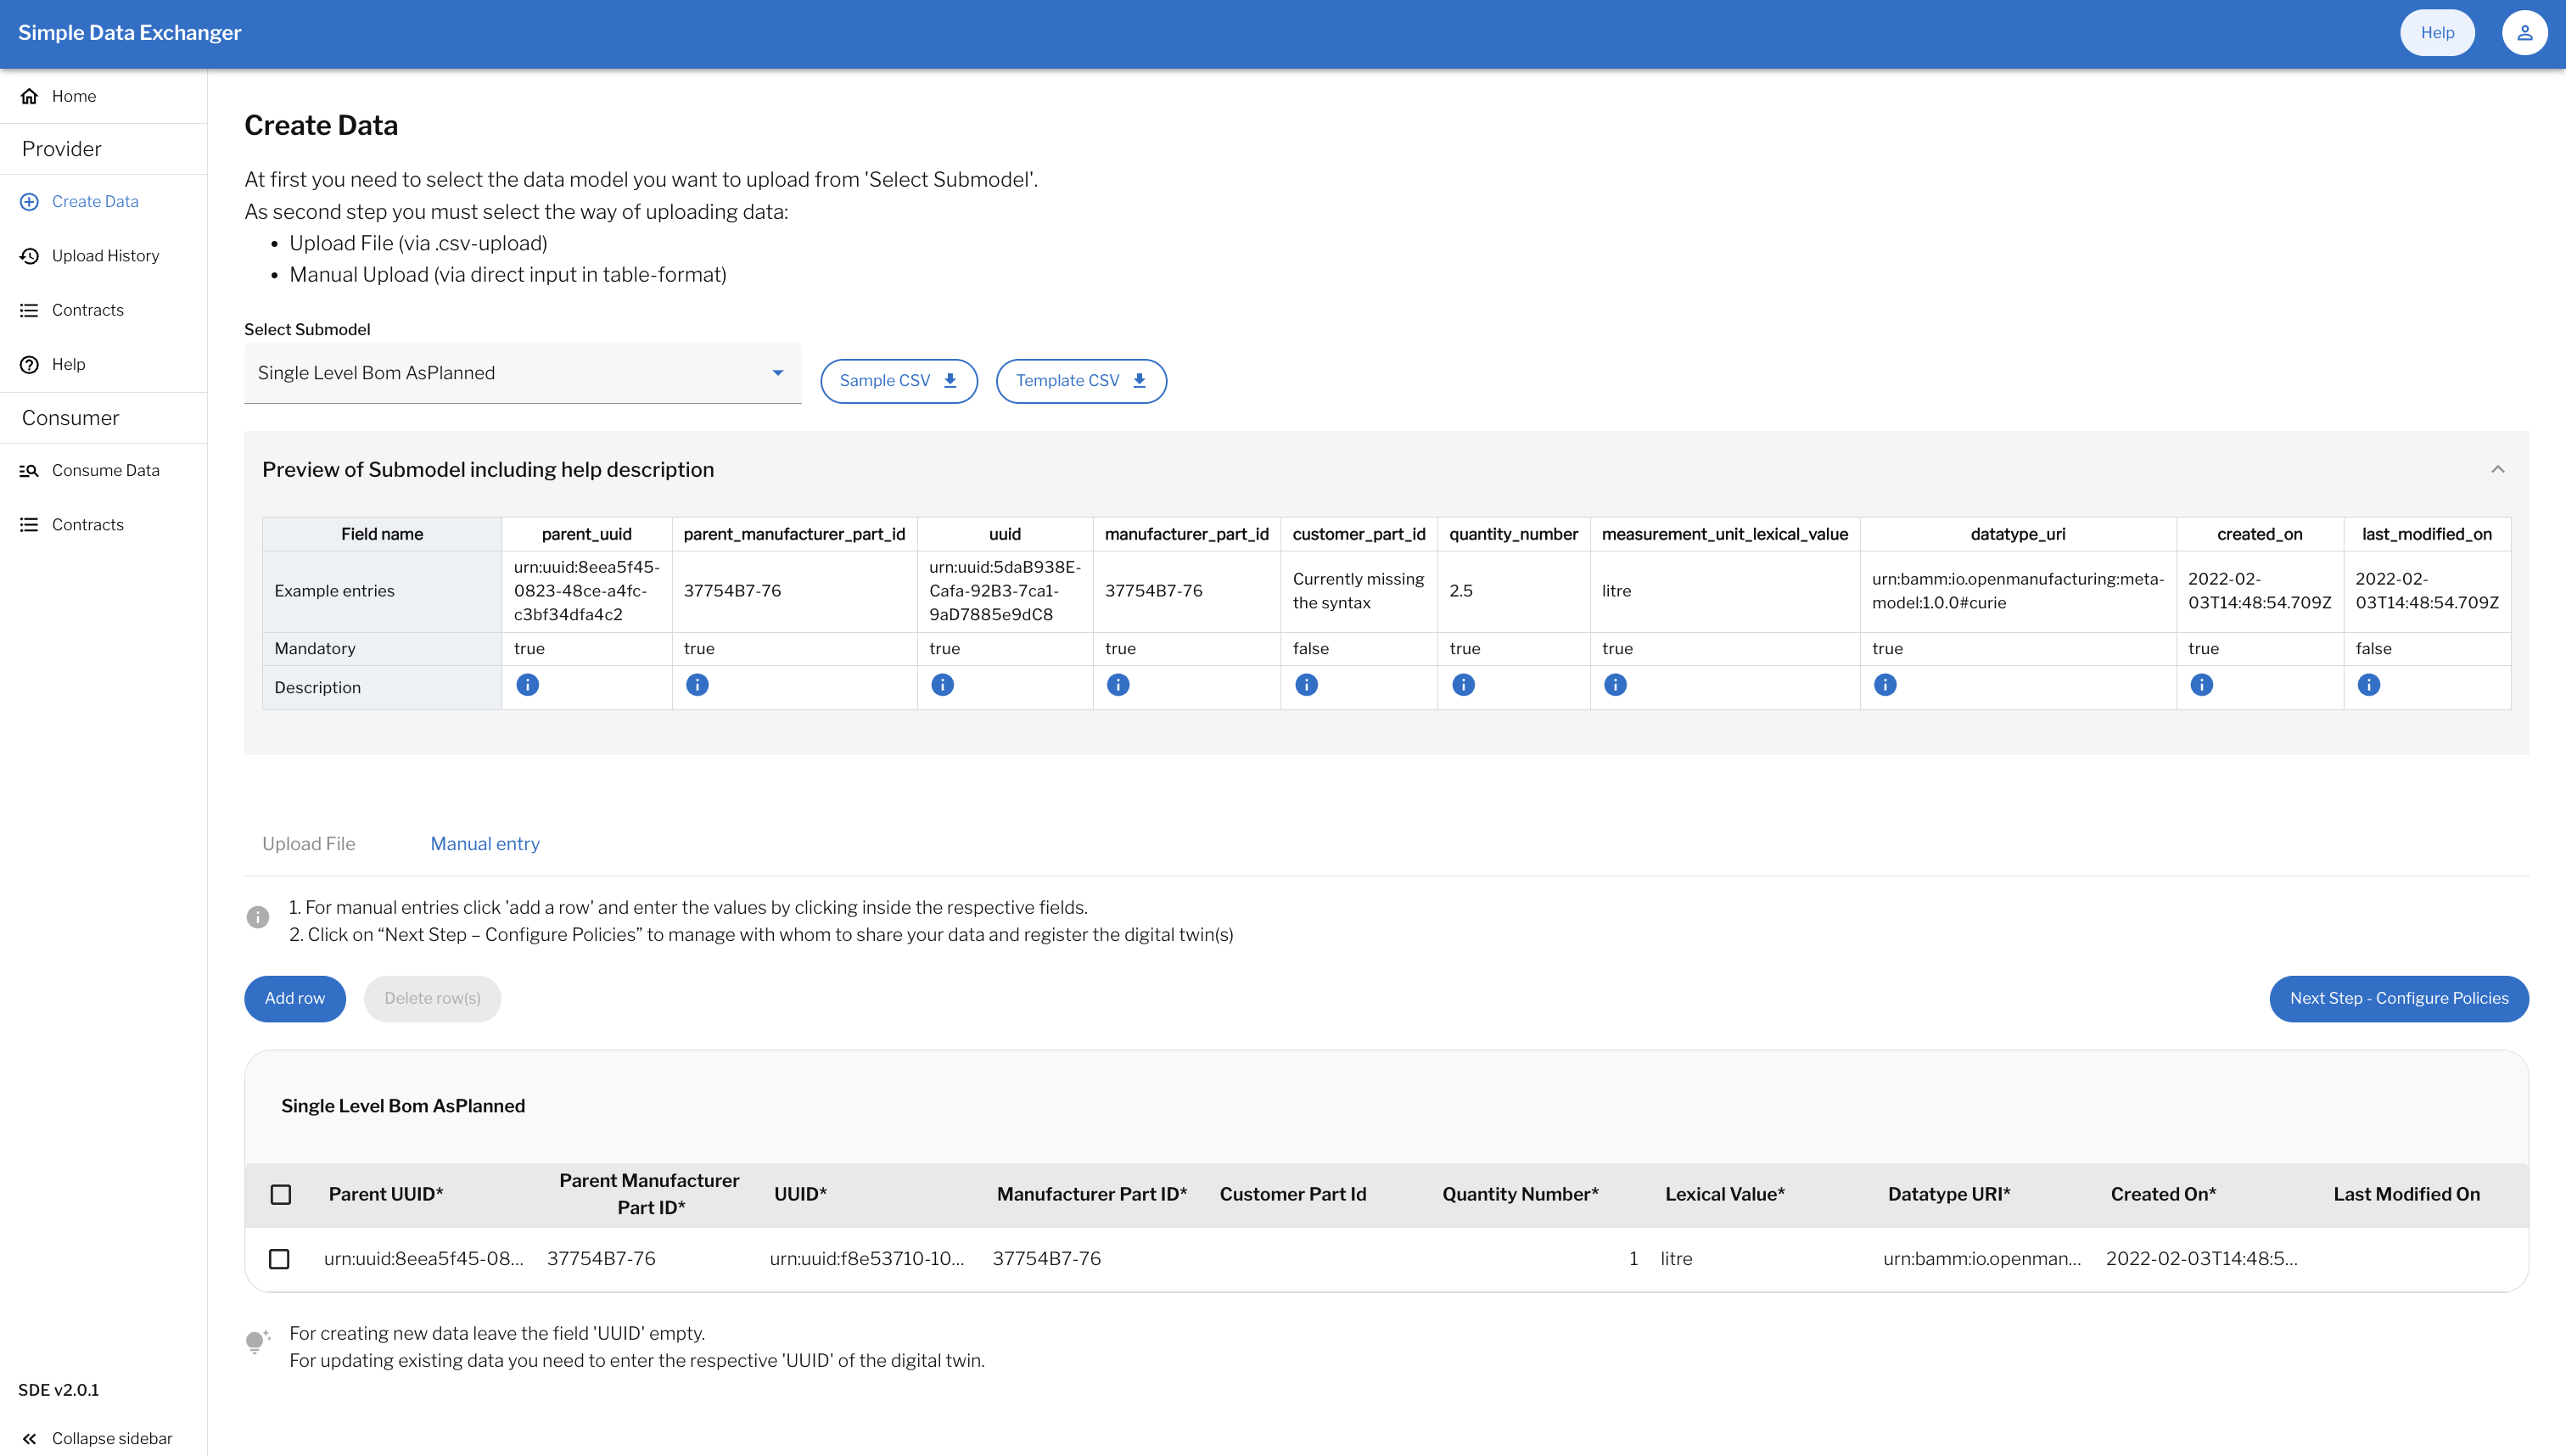 Simple Data Exchanger
Help
Home
Provider
Create Data
Upload History
Contracts
Help
Consumer
Consume Data
Contracts
SDE v2.0.1
Collapse sidebar
Create Data
At first you need to select the data model you want to upload from 'Select Submodel'.
As second step you must select the way of uploading data:
• Upload File (via .csv-upload)
• Manual Upload (via direct input in table-format)
Select Submodel
Single Level Bom AsPlanned
Sample CSV
Template CSV
Preview of Submodel including help description
Field name parent_uuid parent_manufacturer_part_id uuid manufacturer_part_id customer_part_id quantity_number measurement_unit_lexical_value datatype_uri created_on last_modified_on
Example entries
urn:uuid:8eea5f45-
0823-48ce-a4fc-
c3bf34dfa4c2
37754B7-76
urn:uuid:5daB938E-
Cafa-92B3-7ca1-
9aD7885e9dC8
37754B7-76
Currently missing
the syntax
2.5
litre
urn:bamm:io.openmanufacturing:meta-
model:1.0.0#curie
2022-02-
03T14:48:54.709Z
2022-02-
03T14:48:54.709Z
Mandatory true true true true false true true true true false
Description
Upload File
Manual entry
1. For manual entries click 'add a row' and enter the values by clicking inside the respective fields.
2. Click on “Next Step – Configure Policies” to manage with whom to share your data and register the digital twin(s)
Add row
Delete row(s)
Next Step - Configure Policies
Single Level Bom AsPlanned
Parent UUID*
Parent Manufacturer
Part ID*
UUID*
Manufacturer Part ID*
Customer Part Id
Quantity Number*
Lexical Value*
Datatype URI*
Created On*
Last Modified On
urn:uuid:8eea5f45-08... 37754B7-76 urn:uuid:f8e53710-10... 37754B7-76 1 litre urn:bamm:io.openman... 2022-02-03T14:48:5...
For creating new data leave the field 'UUID' empty.
For updating existing data you need to enter the respective 'UUID' of the digital twin.